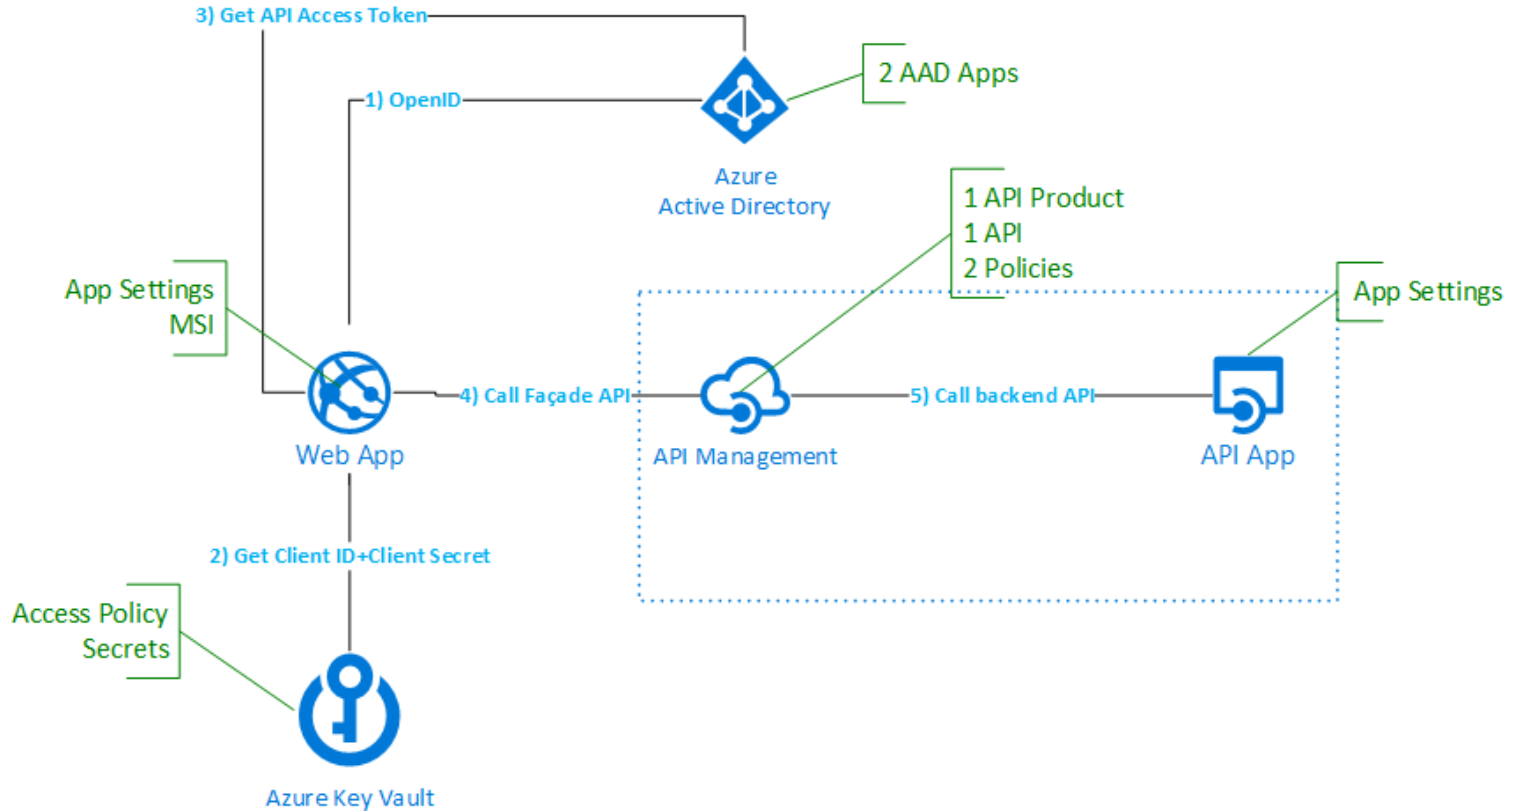 3) Get API Access Token
1) OpenID
2 AAD Apps
Azure
Active Directory
1 API Product
1 API
2 Policies
App Settings
MSI
App Settings
4) Call Façade API
5) Call backend API
Web App
API Management
API App
2) Get Client ID+Client Secret
Access Policy
Secrets
Azure Key Vault